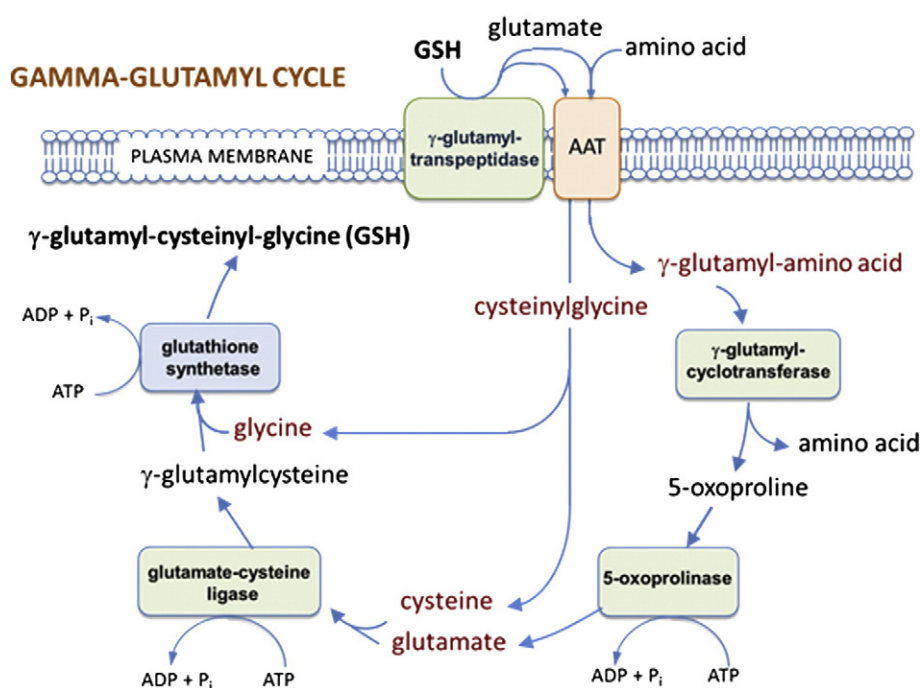 glutamate
GSH
amino acid
GAMMA-GLUTAMYL CYCLE
γ-glutamyl-
transpeptidase
AAT
PLASMA MEMBRANE
γ-glutamyl-cysteinyl-glycine (GSH)
γ-glutamyl-amino acid
cysteinylglycine
ADP + Pi
glutathione
synthetase
ATP
γ-glutamyl-
cyclotransferase
glycine
amino acid
γ-glutamylcysteine
5-oxoproline
glutamate-cysteine
ligase
5-oxoprolinase
cysteine
glutamate
ADP + Pi
ATP
ADP + Pi
ATP